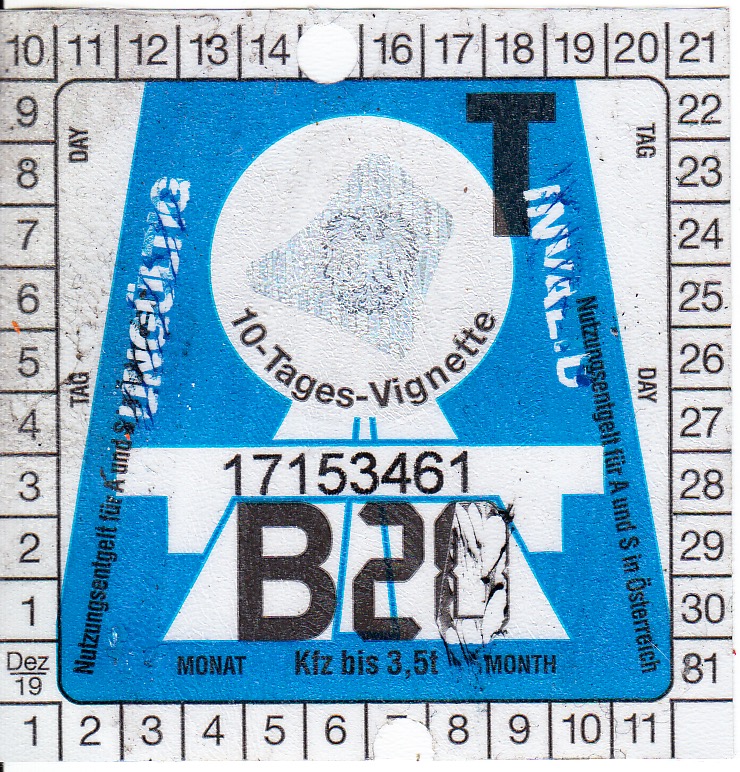 10 11 12 13 14 16 17 18 19 20 21
9 22
DAY TAG
T
8 23
7 24
6 25
5 26
4 27
3 28
2 29
1 30
Dez 81
19
UNGÜLTIG
INVALID
10-Tages-Vignette
TAG DAY
Nutzungsentgelt für A und S
Nutzungsentgelt für A und S in Österreich
17153461
B20
MONAT Kfz bis 3,5t MONTH
1 2 3 4 5 6 8 9 10 11